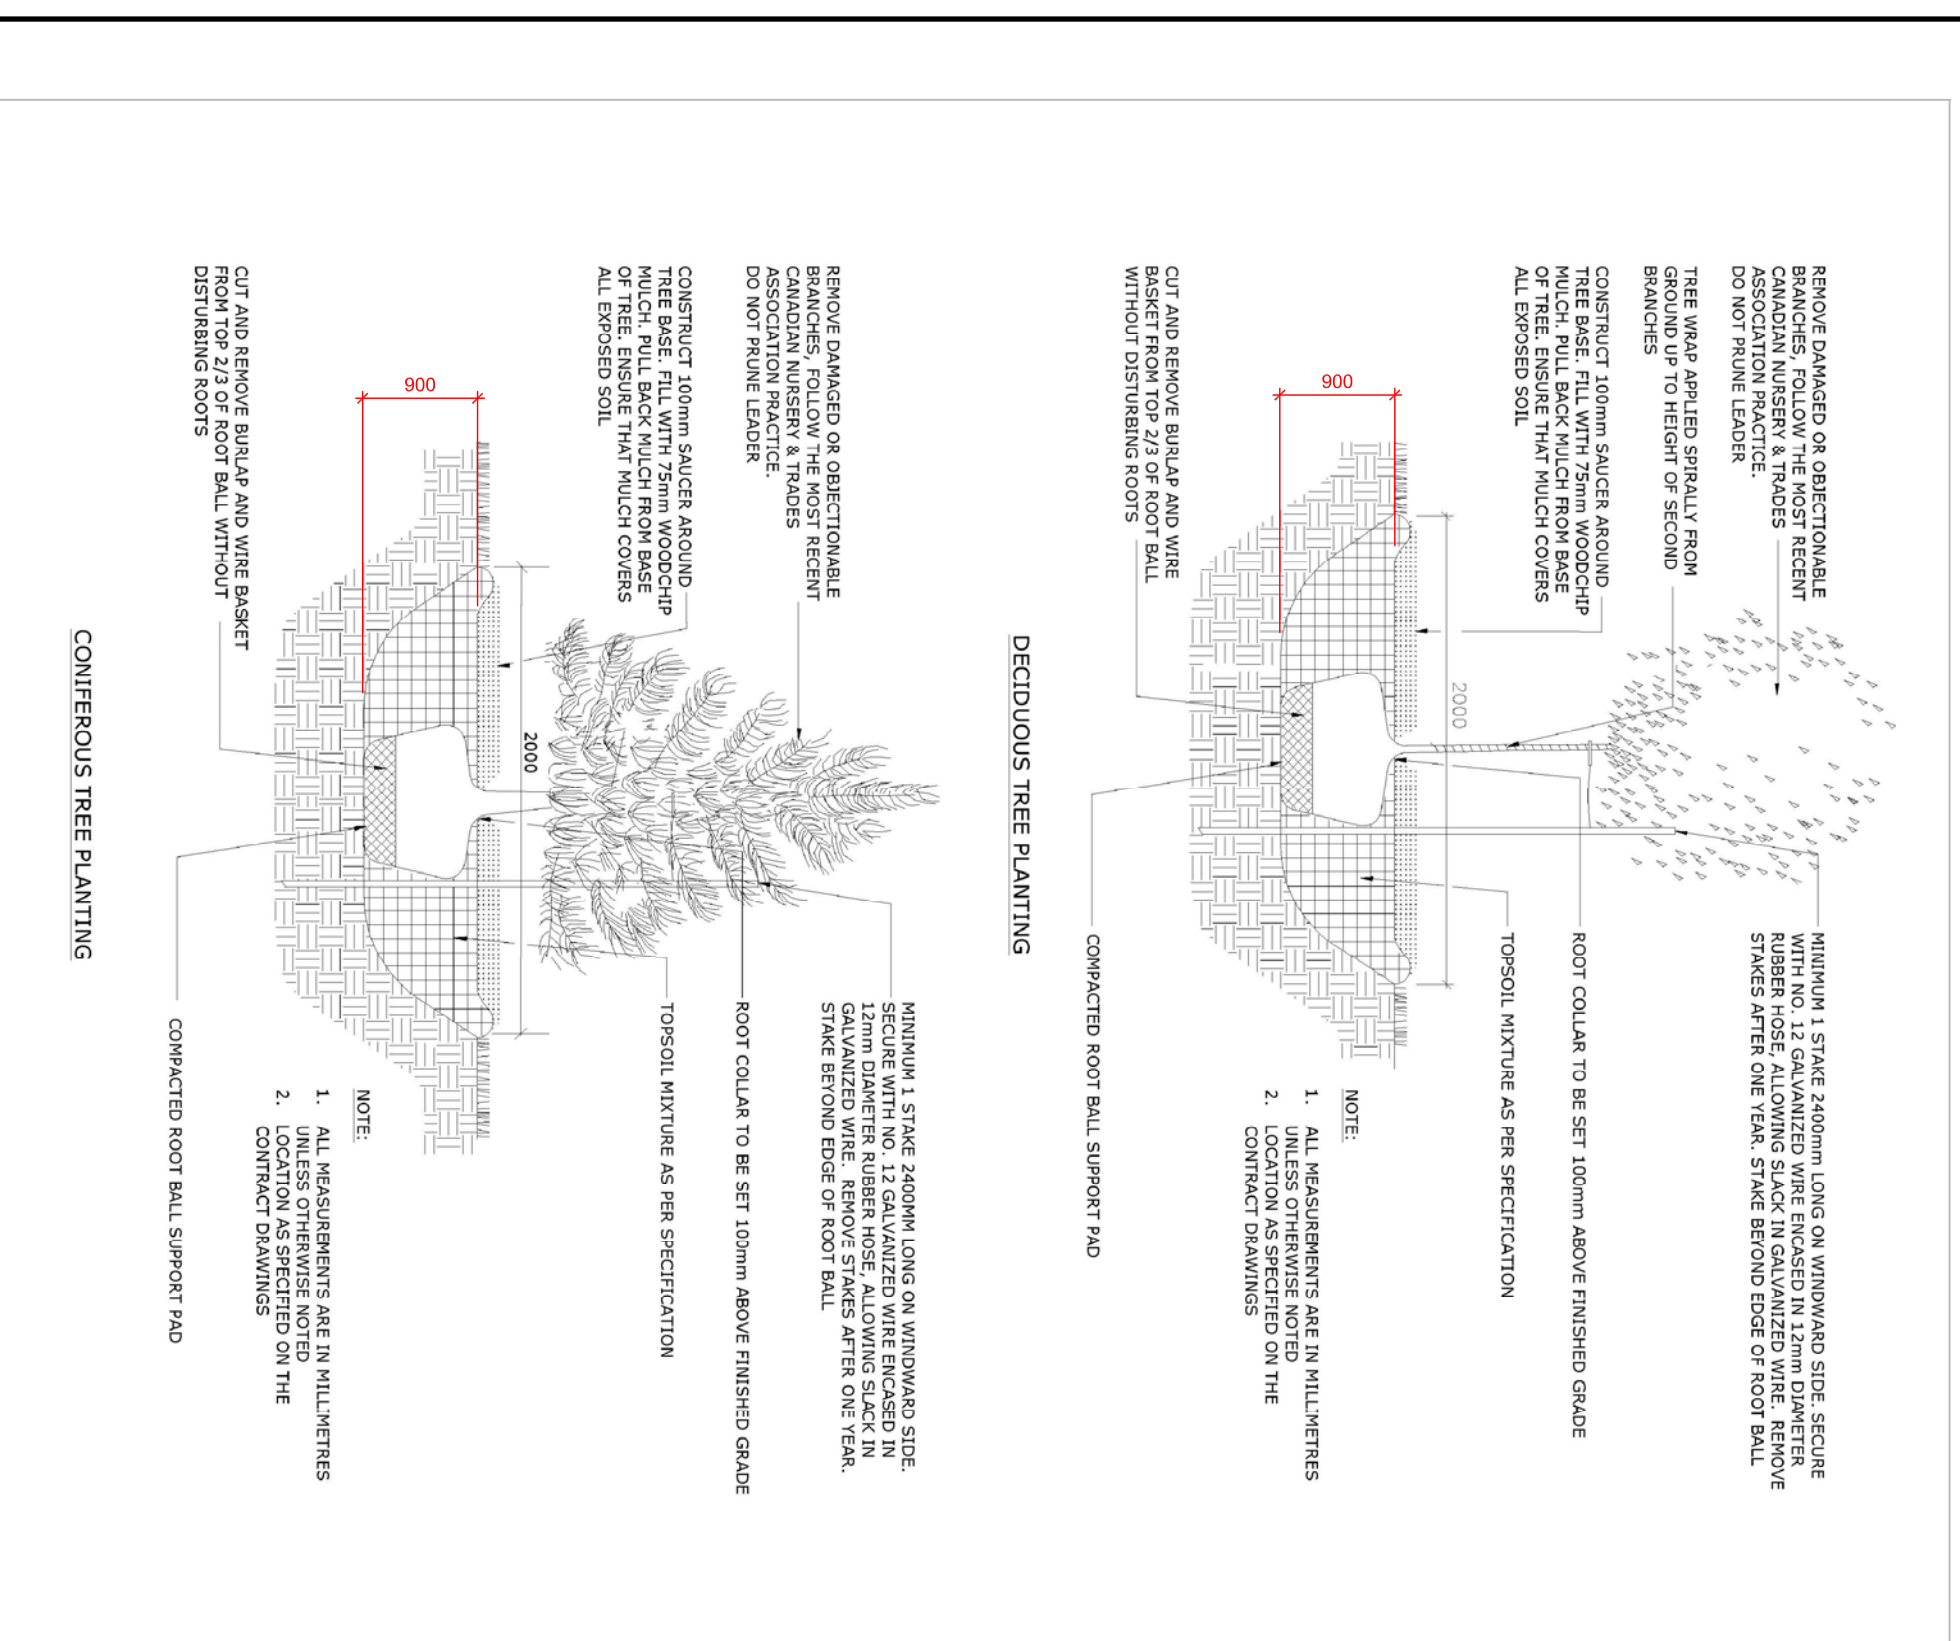 REMOVE DAMAGED OR OBJECTIONABLE
BRANCHES, FOLLOW THE MOST RECENT
CANADIAN NURSERY & TRADES
ASSOCIATION PRACTICE.
DO NOT PRUNE LEADER
TREE WRAP APPLIED SPIRALLY FROM
GROUND UP TO HEIGHT OF SECOND
BRANCHES
CONSTRUCT 100mm SAUCER AROUND
TREE BASE. FILL WITH 75mm WOODCHIP
MULCH. PULL BACK MULCH FROM BASE
OF TREE. ENSURE THAT MULCH COVERS
ALL EXPOSED SOIL
900
2000
CUT AND REMOVE BURLAP AND WIRE
BASKET FROM TOP 2/3 OF ROOT BALL
WITHOUT DISTURBING ROOTS
MINIMUM 1 STAKE 2400mm LONG ON WINDWARD SIDE. SECURE
WITH NO. 12 GALVANIZED WIRE ENCASED IN 12mm DIAMETER
RUBBER HOSE, ALLOWING SLACK IN GALVANIZED WIRE. REMOVE
STAKES AFTER ONE YEAR. STAKE BEYOND EDGE OF ROOT BALL
ROOT COLLAR TO BE SET 100mm ABOVE FINISHED GRADE
TOPSOIL MIXTURE AS PER SPECIFICATION
COMPACTED ROOT BALL SUPPORT PAD
NOTE:
1. ALL MEASUREMENTS ARE IN MILLIMETRES
UNLESS OTHERWISE NOTED
2. LOCATION AS SPECIFIED ON THE
CONTRACT DRAWINGS
DECIDUOUS TREE PLANTING
REMOVE DAMAGED OR OBJECTIONABLE
BRANCHES, FOLLOW THE MOST RECENT
CANADIAN NURSERY & TRADES
ASSOCIATION PRACTICE.
DO NOT PRUNE LEADER
CONSTRUCT 100mm SAUCER AROUND
TREE BASE. FILL WITH 75mm WOODCHIP
MULCH. PULL BACK MULCH FROM BASE
OF TREE. ENSURE THAT MULCH COVERS
ALL EXPOSED SOIL
900
2000
CUT AND REMOVE BURLAP AND WIRE BASKET
FROM TOP 2/3 OF ROOT BALL WITHOUT
DISTURBING ROOTS
MINIMUM 1 STAKE 2400MM LONG ON WINDWARD SIDE.
SECURE WITH NO. 12 GALVANIZED WIRE ENCASED IN
12mm DIAMETER RUBBER HOSE, ALLOWING SLACK IN
GALVANIZED WIRE. REMOVE STAKES AFTER ONE YEAR.
STAKE BEYOND EDGE OF ROOT BALL
ROOT COLLAR TO BE SET 100mm ABOVE FINISHED GRADE
TOPSOIL MIXTURE AS PER SPECIFICATION
COMPACTED ROOT BALL SUPPORT PAD
NOTE:
1. ALL MEASUREMENTS ARE IN MILLIMETRES
UNLESS OTHERWISE NOTED
2. LOCATION AS SPECIFIED ON THE
CONTRACT DRAWINGS
CONIFEROUS TREE PLANTING